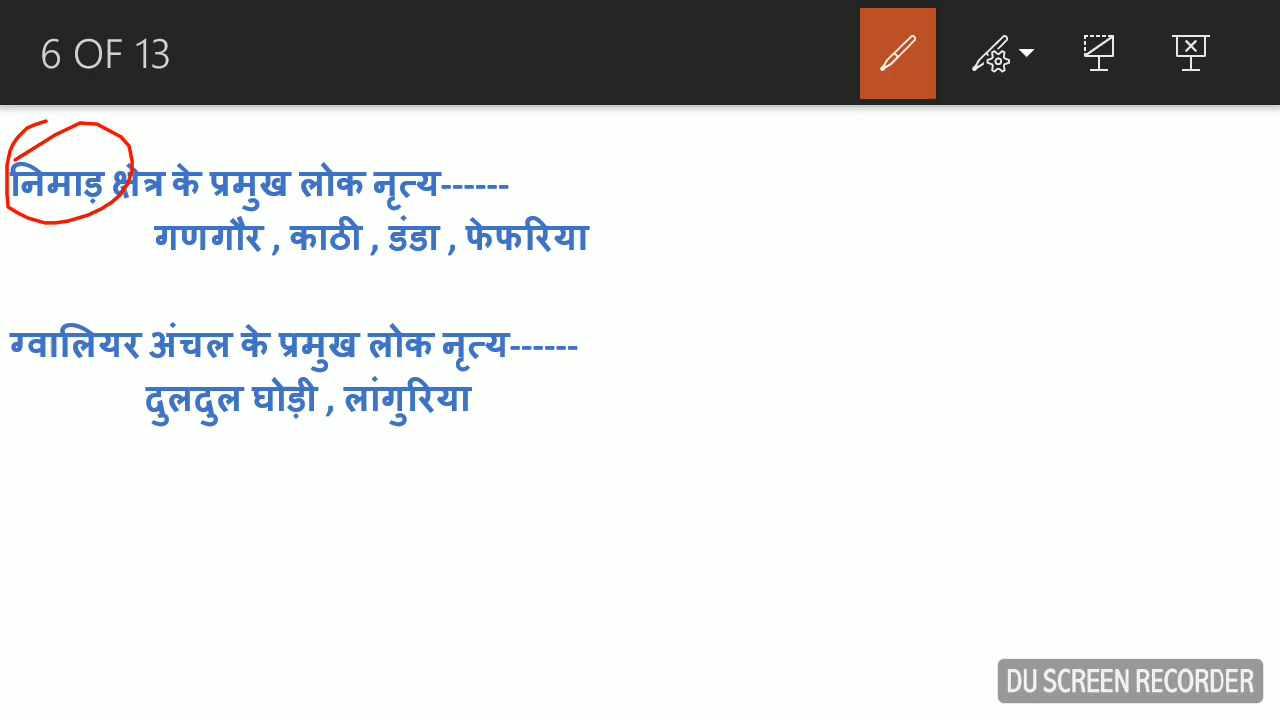 6 OF 13
निमाड़ क्षेत्र के प्रमुख लोक नृत्य------
गणगौर , काठी , डंडा , फेफरिया
ग्वालियर अंचल के प्रमुख लोक नृत्य------
दुलदुल घोड़ी , लांगुरिया
DU SCREEN RECORDER